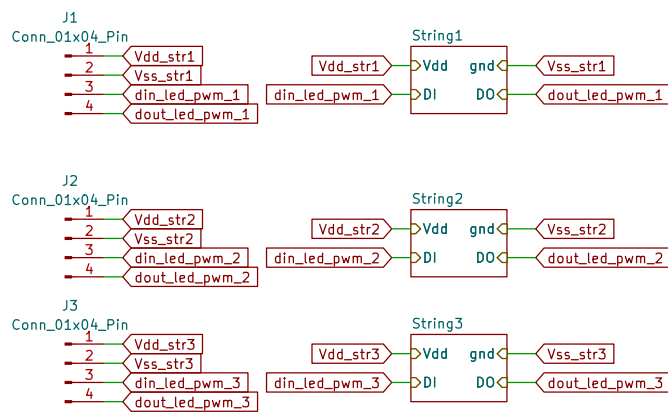 J1
Conn_01x04_Pin
1 Vdd_str1
2 Vss_str1
3 din_led_pwm_1
4 dout_led_pwm_1
String1
Vdd_str1 Vdd gnd Vss_str1
din_led_pwm_1 DI DO dout_led_pwm_1
J2
Conn_01x04_Pin
1 Vdd_str2
2 Vss_str2
3 din_led_pwm_2
4 dout_led_pwm_2
String2
Vdd_str2 Vdd gnd Vss_str2
din_led_pwm_2 DI DO dout_led_pwm_2
J3
Conn_01x04_Pin
1 Vdd_str3
2 Vss_str3
3 din_led_pwm_3
4 dout_led_pwm_3
String3
Vdd_str3 Vdd gnd Vss_str3
din_led_pwm_3 DI DO dout_led_pwm_3